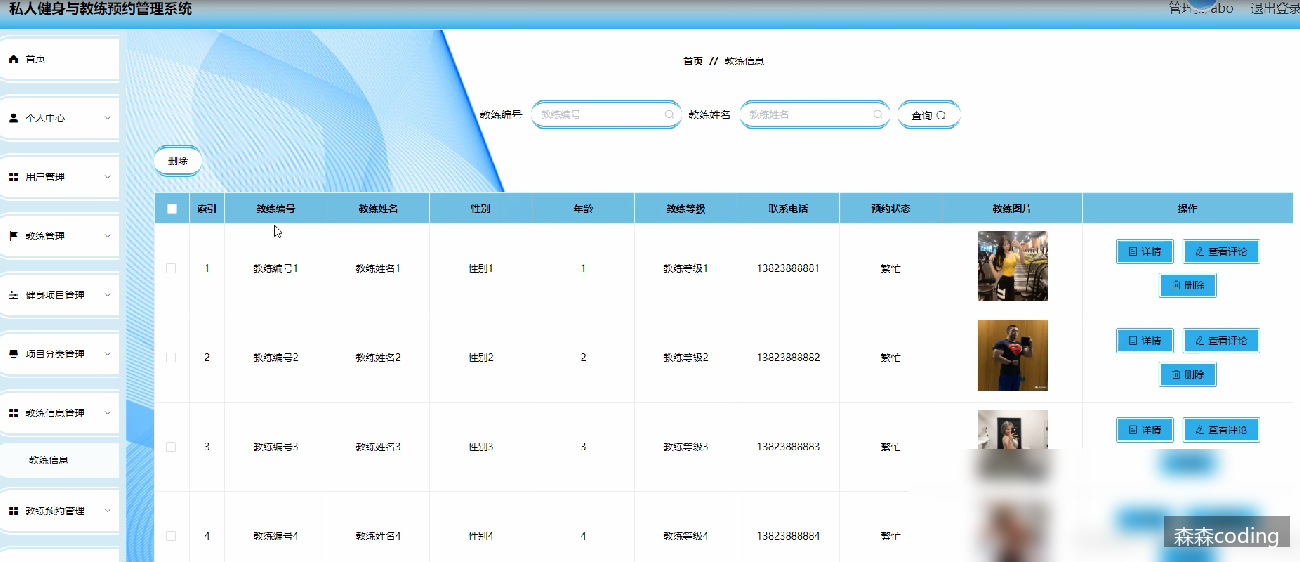 私人健身与教练预约管理系统
管理员 abo 退出登录
首页
个人中心
用户管理
教练管理
健身项目管理
项目分类管理
教练信息管理
教练信息
教练预约管理
首页 // 教练信息
教练编号 教练编号 教练姓名 教练姓名 查询
删除
索引 教练编号 教练姓名 性别 年龄 教练等级 联系电话 预约状态 教练图片 操作
1 教练编号1 教练姓名1 性别1 1 教练等级1 13823888881 繁忙 详情 查看评论
删除
2 教练编号2 教练姓名2 性别2 2 教练等级2 13823888882 繁忙 详情 查看评论
删除
3 教练编号3 教练姓名3 性别3 3 教练等级3 13823888883 繁忙 详情 查看评论
4 教练编号4 教练姓名4 性别4 4 教练等级4 13823888884 繁忙
森森coding